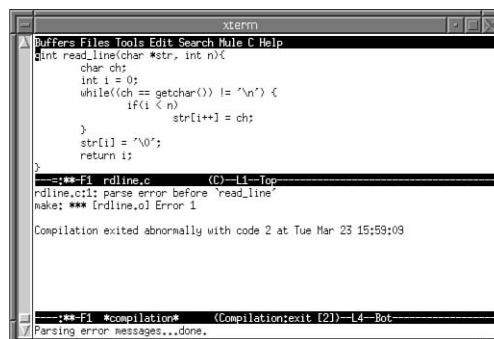 xterm
Buffers Files Tools Edit Search Mule C Help
gint read_line(char *str, int n){
char ch;
int i = 0;
while((ch == getchar()) != '\n') {
if(i < n)
str[i++] = ch;
}
str[i] = '\0';
return i;
}
---=:**-F1 rdline.c (C)--L1--Top---
rdline.c:1: parse error before `read_line'
make: *** [rdline.o] Error 1
Compilation exited abnormally with code 2 at Tue Mar 23 15:59:09
----:**-F1 *compilation* (Compilation:exit [2])--L4--Bot---
Parsing error messages...done.